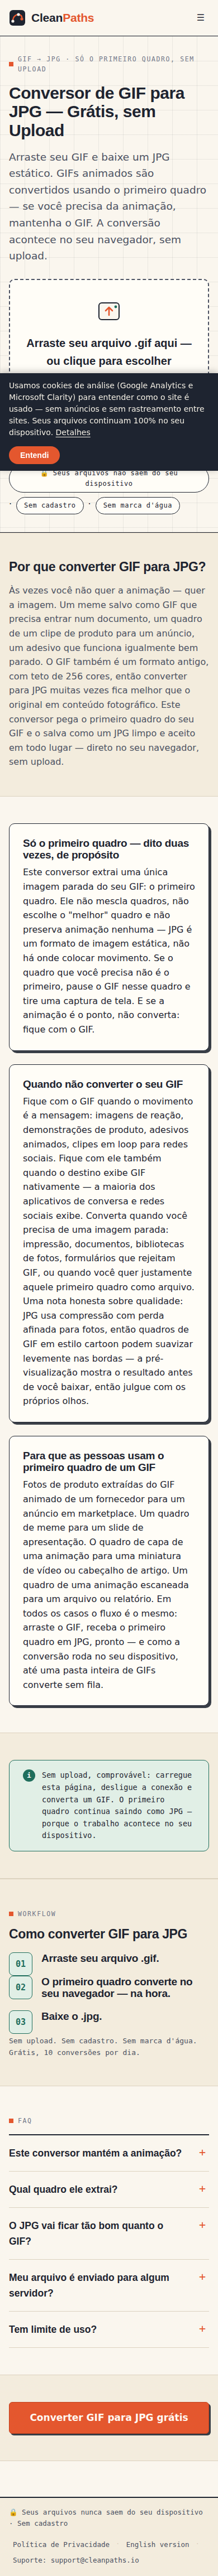 CleanPaths
☰
GIF → JPG · SÓ O PRIMEIRO QUADRO, SEM
UPLOAD
Conversor de GIF para
JPG — Grátis, sem
Upload
Arraste seu GIF e baixe um JPG
estático. GIFs animados são
convertidos usando o primeiro quadro
— se você precisa da animação,
mantenha o GIF. A conversão
acontece no seu navegador, sem
upload.
Arraste seu arquivo .gif aqui —
ou clique para escolher
Usamos cookies de análise (Google Analytics e
Microsoft Clarity) para entender como o site é
usado — sem anúncios e sem rastreamento entre
sites. Seus arquivos continuam 100% no seu
dispositivo. Detalhes
Entendi
🔒 Seus arquivos não saem do seu
dispositivo
· Sem cadastro · Sem marca d'água
Por que converter GIF para JPG?
Às vezes você não quer a animação — quer
a imagem. Um meme salvo como GIF que
precisa entrar num documento, um quadro
de um clipe de produto para um anúncio,
um adesivo que funciona igualmente bem
parado. O GIF também é um formato antigo,
com teto de 256 cores, então converter
para JPG muitas vezes fica melhor que o
original em conteúdo fotográfico. Este
conversor pega o primeiro quadro do seu
GIF e o salva como um JPG limpo e aceito
em todo lugar — direto no seu navegador,
sem upload.
Só o primeiro quadro — dito duas
vezes, de propósito
Este conversor extrai uma única
imagem parada do seu GIF: o primeiro
quadro. Ele não mescla quadros, não
escolhe o "melhor" quadro e não
preserva animação nenhuma — JPG é
um formato de imagem estática, não
há onde colocar movimento. Se o
quadro que você precisa não é o
primeiro, pause o GIF nesse quadro e
tire uma captura de tela. E se a
animação é o ponto, não converta:
fique com o GIF.
Quando não converter o seu GIF
Fique com o GIF quando o movimento
é a mensagem: imagens de reação,
demonstrações de produto, adesivos
animados, clipes em loop para redes
sociais. Fique com ele também
quando o destino exibe GIF
nativamente — a maioria dos
aplicativos de conversa e redes
sociais exibe. Converta quando você
precisa de uma imagem parada:
impressão, documentos, bibliotecas
de fotos, formulários que rejeitam
GIF, ou quando você quer justamente
aquele primeiro quadro como arquivo.
Uma nota honesta sobre qualidade:
JPG usa compressão com perda
afinada para fotos, então quadros de
GIF em estilo cartoon podem suavizar
levemente nas bordas — a pré-
visualização mostra o resultado antes
de você baixar, então julgue com os
próprios olhos.
Para que as pessoas usam o
primeiro quadro de um GIF
Fotos de produto extraídas do GIF
animado de um fornecedor para um
anúncio em marketplace. Um quadro
de meme para um slide de
apresentação. O quadro de capa de
uma animação para uma miniatura
de vídeo ou cabeçalho de artigo. Um
quadro de uma animação escaneada
para um arquivo ou relatório. Em
todos os casos o fluxo é o mesmo:
arraste o GIF, receba o primeiro
quadro em JPG, pronto — e como a
conversão roda no seu dispositivo,
até uma pasta inteira de GIFs
converte sem fila.
i
Sem upload, comprovável: carregue
esta página, desligue a conexão e
converta um GIF. O primeiro
quadro continua saindo como JPG —
porque o trabalho acontece no seu
dispositivo.
WORKFLOW
Como converter GIF para JPG
01 Arraste seu arquivo .gif.
02 O primeiro quadro converte no
seu navegador — na hora.
03 Baixe o .jpg.
Sem upload. Sem cadastro. Sem marca d'água.
Grátis, 10 conversões por dia.
FAQ
Este conversor mantém a animação? +
Qual quadro ele extrai? +
O JPG vai ficar tão bom quanto o
GIF? +
Meu arquivo é enviado para algum
servidor? +
Tem limite de uso? +
Converter GIF para JPG grátis
🔒 Seus arquivos nunca saem do seu dispositivo
· Sem cadastro
Política de Privacidade English version
Suporte: support@cleanpaths.io